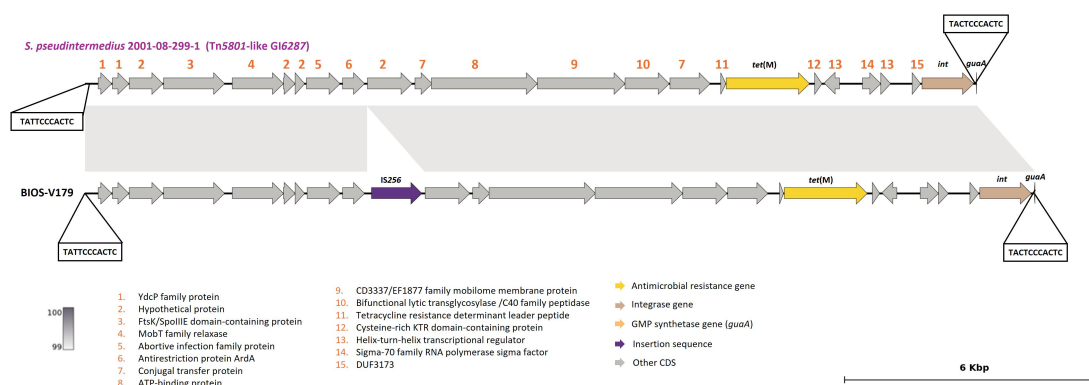 TACTCCCACTC
S. pseudintermedius 2001-08-299-1 (Tn5801-like GI6287)
1 1 2 3 4 2 2 5 6 2 7 8 9 10 7 11 tet(M) 12 13 14 13 15 int guaA
TATTCCCACTC
BIOS-V179
IS256
tet(M)
int
guaA
TATTCCCACTC
TACTCCCACTC
100
99
1. YdcP family protein
2. Hypothetical protein
3. FtsK/SpoIIIE domain-containing protein
4. MobT family relaxase
5. Abortive infection family protein
6. Antirestriction protein ArdA
7. Conjugal transfer protein
8 ATP-binding protein
9. CD3337/EF1877 family mobilome membrane protein
10. Bifunctional lytic transglycosylase /C40 family peptidase
11. Tetracycline resistance determinant leader peptide
12. Cysteine-rich KTR domain-containing protein
13. Helix-turn-helix transcriptional regulator
14. Sigma-70 family RNA polymerase sigma factor
15. DUF3173
Antimicrobial resistance gene
Integrase gene
GMP synthetase gene (guaA)
Insertion sequence
Other CDS
6 Kbp